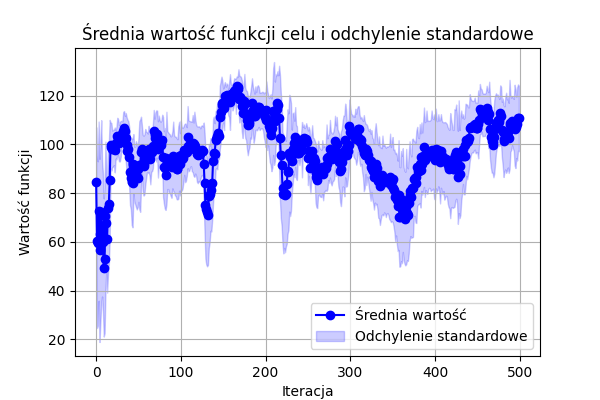 Średnia wartość funkcji celu i odchylenie standardowe
120
100
80
60
40
20
Wartość funkcji
0 100 200 300 400 500
Iteracja
Średnia wartość
Odchylenie standardowe